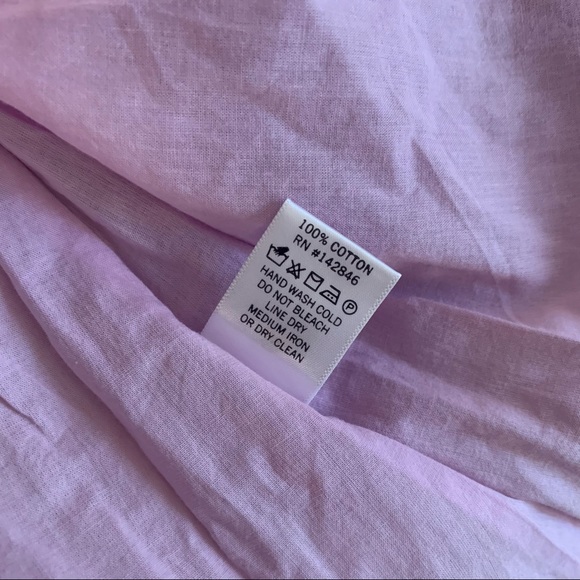 100% COTTON
RN #142846
P
HAND WASH COLD
DO NOT BLEACH
LINE DRY
MEDIUM IRON
OR DRY CLEAN